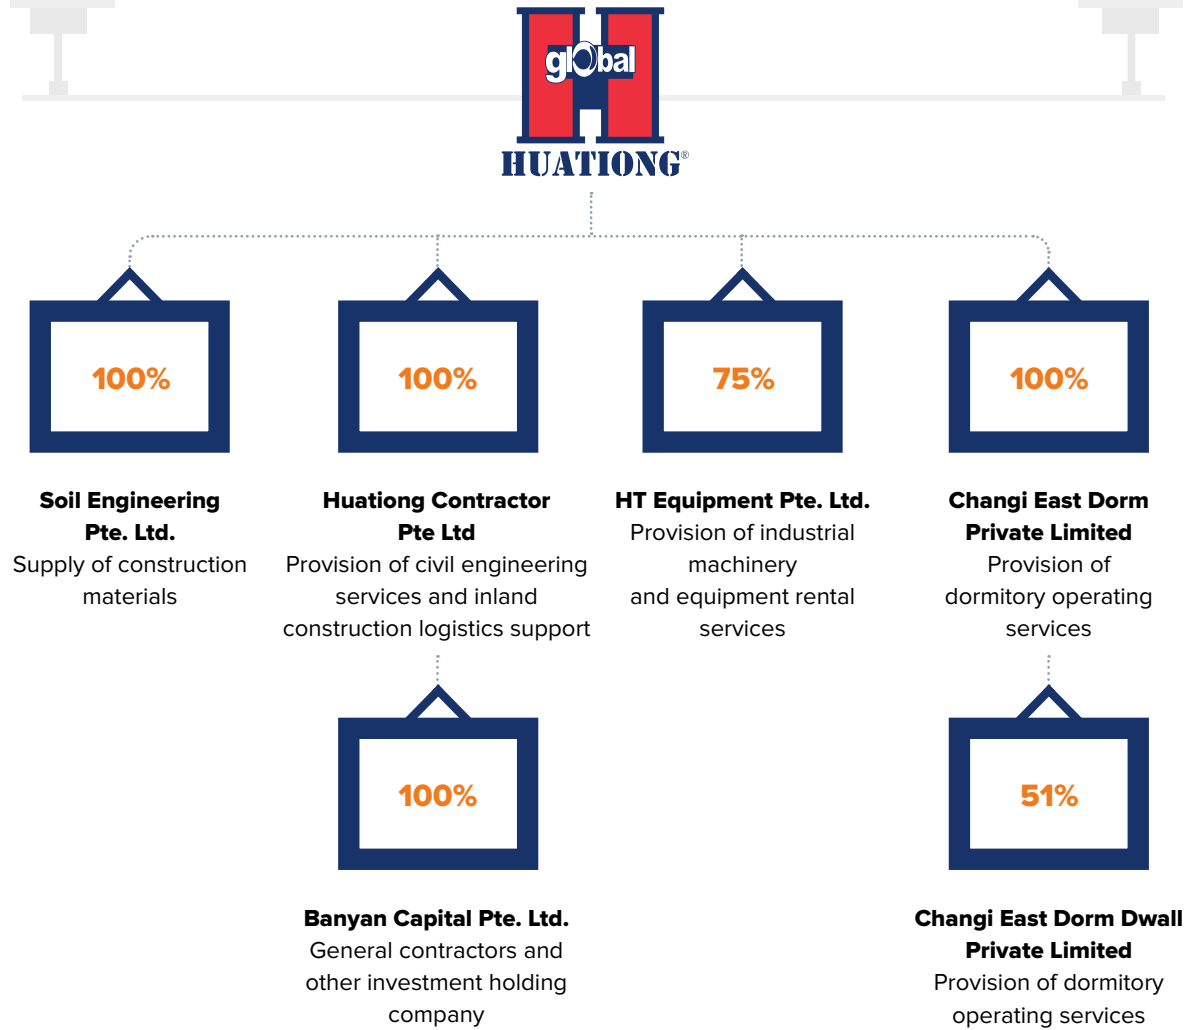 global
HUATIONG®
100%
Soil Engineering
Pte. Ltd.
Supply of construction
materials
100%
Huationg Contractor
Pte Ltd
Provision of civil engineering
services and inland
construction logistics support
75%
HT Equipment Pte. Ltd.
Provision of industrial
machinery
and equipment rental
services
100%
Changi East Dorm
Private Limited
Provision of
dormitory operating
services
100%
Banyan Capital Pte. Ltd.
General contractors and
other investment holding
company
51%
Changi East Dorm Dwall
Private Limited
Provision of dormitory
operating services